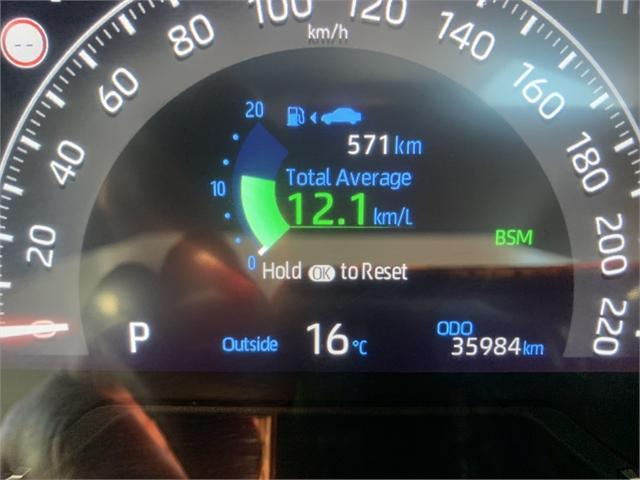 --
100
120
80
km/h
140
60
20
160
571 km
40
Total Average
180
10
12.1 km/L
20
BSM
200
0
Hold OK to Reset
220
0
P
Outside
16 °C
ODO
35984 km